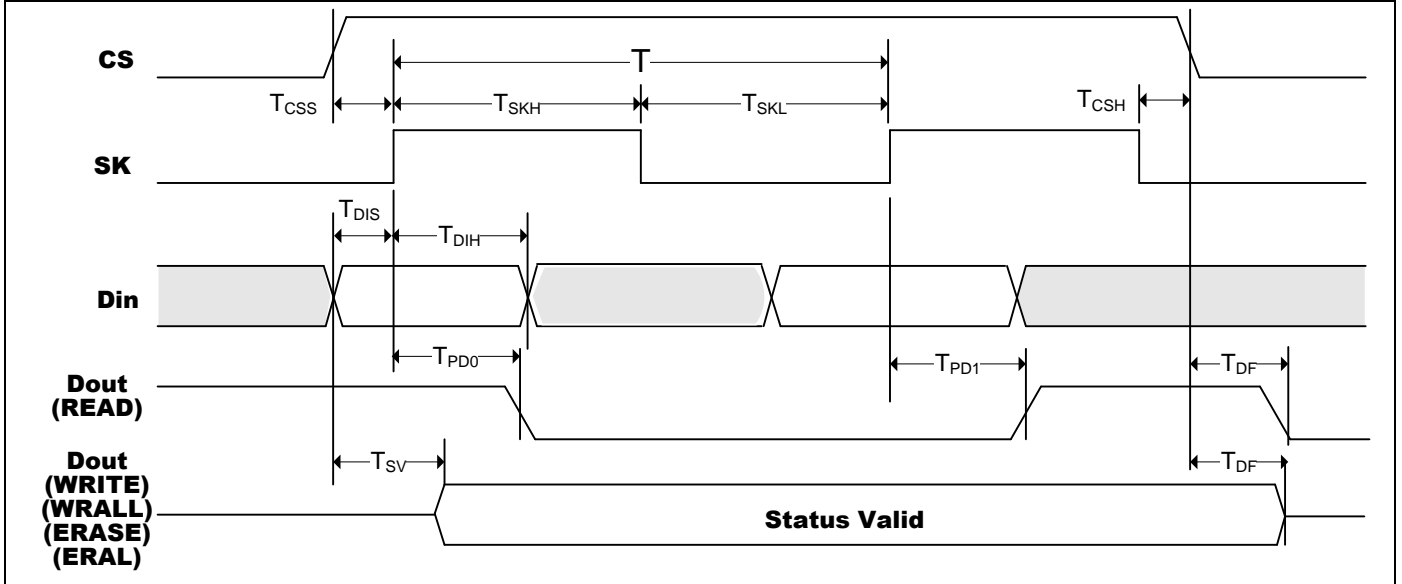 CS
T
TCSS
TSKH
TSKL
TCSH
SK
TDIS
TDIH
Din
TPD0
TPD1
TDF
Dout
(READ)
Dout
(WRITE)
(WRALL)
(ERASE)
(ERAL)
TSV
TDF
Status Valid